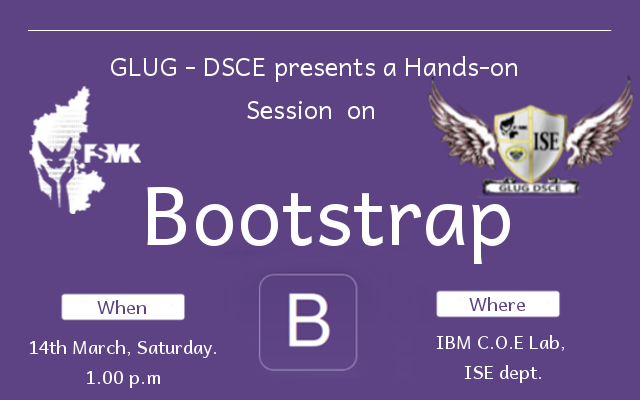 GLUG - DSCE presents a Hands-on
Session on
FSMK
ISE
GLUG DSCE
Bootstrap
B
When
14th March, Saturday.
1.00 p.m
Where
IBM C.O.E Lab,
ISE dept.